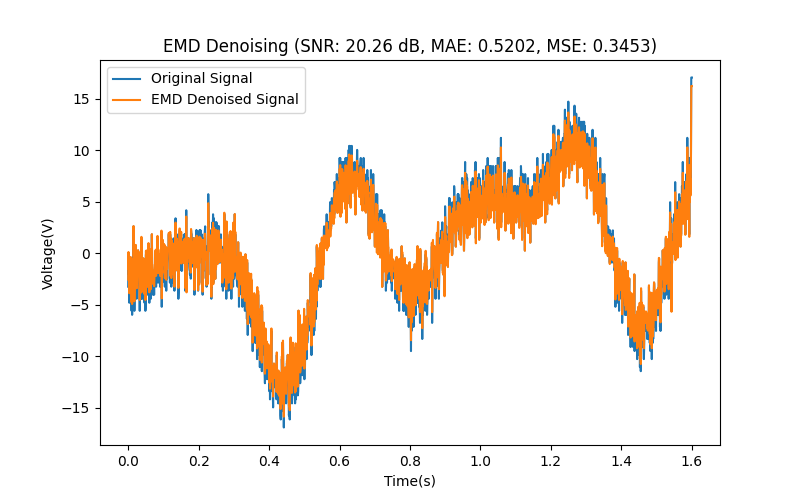 EMD Denoising (SNR: 20.26 dB, MAE: 0.5202, MSE: 0.3453)
Original Signal
EMD Denoised Signal
15
10
5
0
−5
−10
−15
Voltage(V)
0.0 0.2 0.4 0.6 0.8 1.0 1.2 1.4 1.6
Time(s)